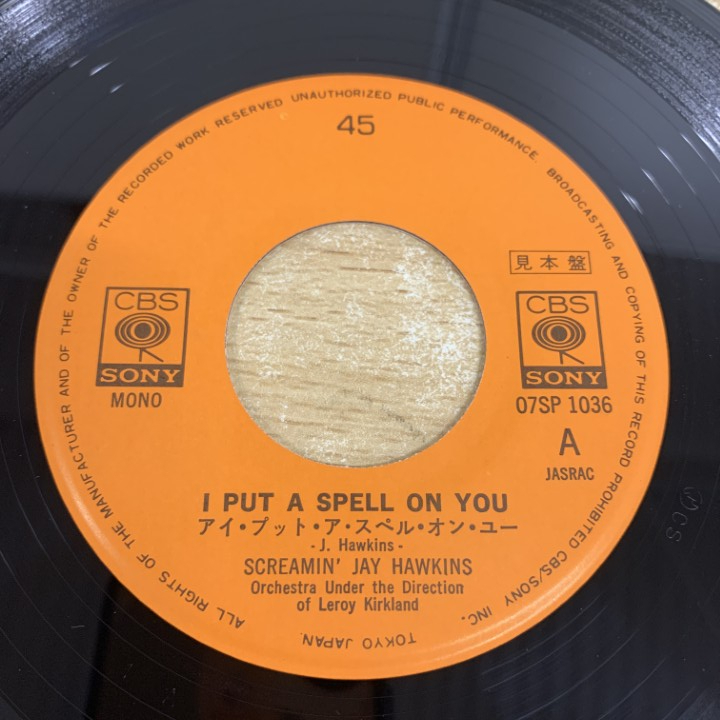 ALL RIGHTS OF THE MANUFACTURER AND OF THE OWNER OF THE RECORDED WORK RESERVED UNAUTHORIZED PUBLIC PERFORMANCE, BROADCASTING AND COPYING OF THIS RECORD PROHIBITED CBS/SONY INC. TOKYO JAPAN.
45
見本盤
CBS
SONY
MONO
CBS
SONY
07SP 1036
A
JASRAC
I PUT A SPELL ON YOU
アイ・プット・ア・スペル・オン・ユー
- J. Hawkins -
SCREAMIN' JAY HAWKINS
Orchestra Under the Direction
of Leroy Kirkland